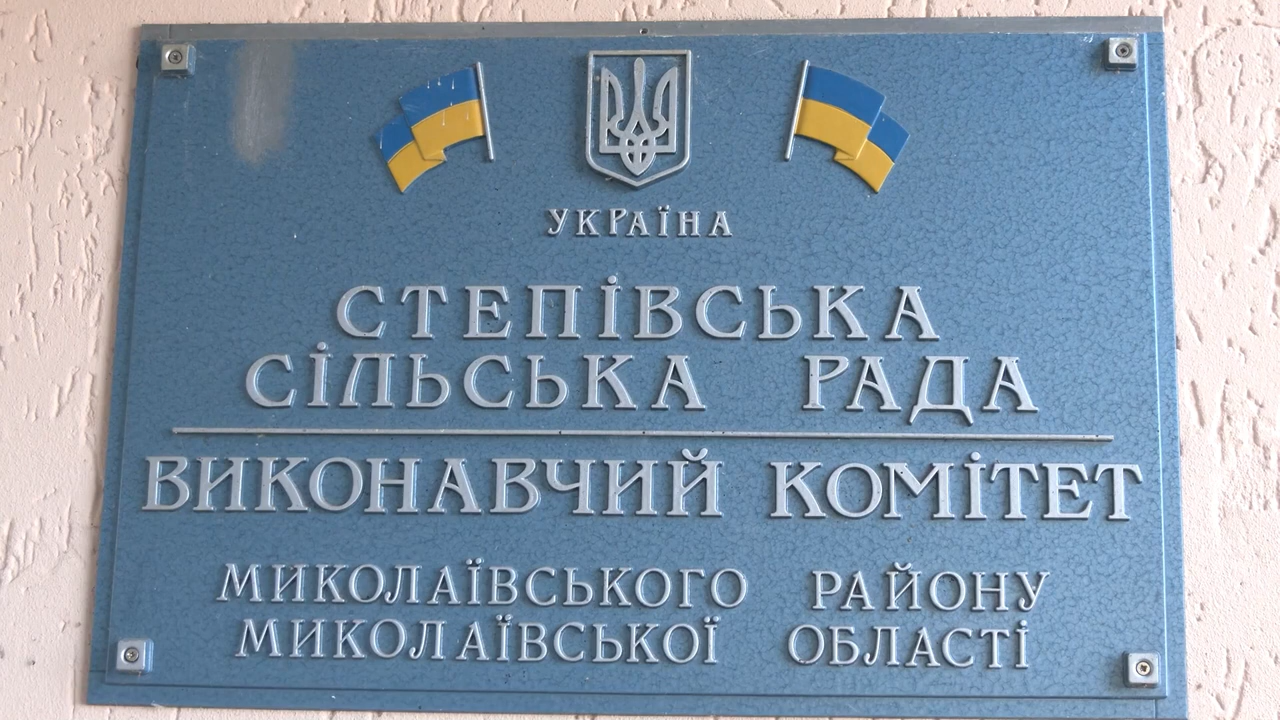 УКРАЇНА
СТЕПІВСЬКА
СІЛЬСЬКА РАДА
ВИКОНАВЧИЙ КОМІТЕТ
МИКОЛАЇВСЬКОГО РАЙОНУ
МИКОЛАЇВСЬКОЇ ОБЛАСТІ